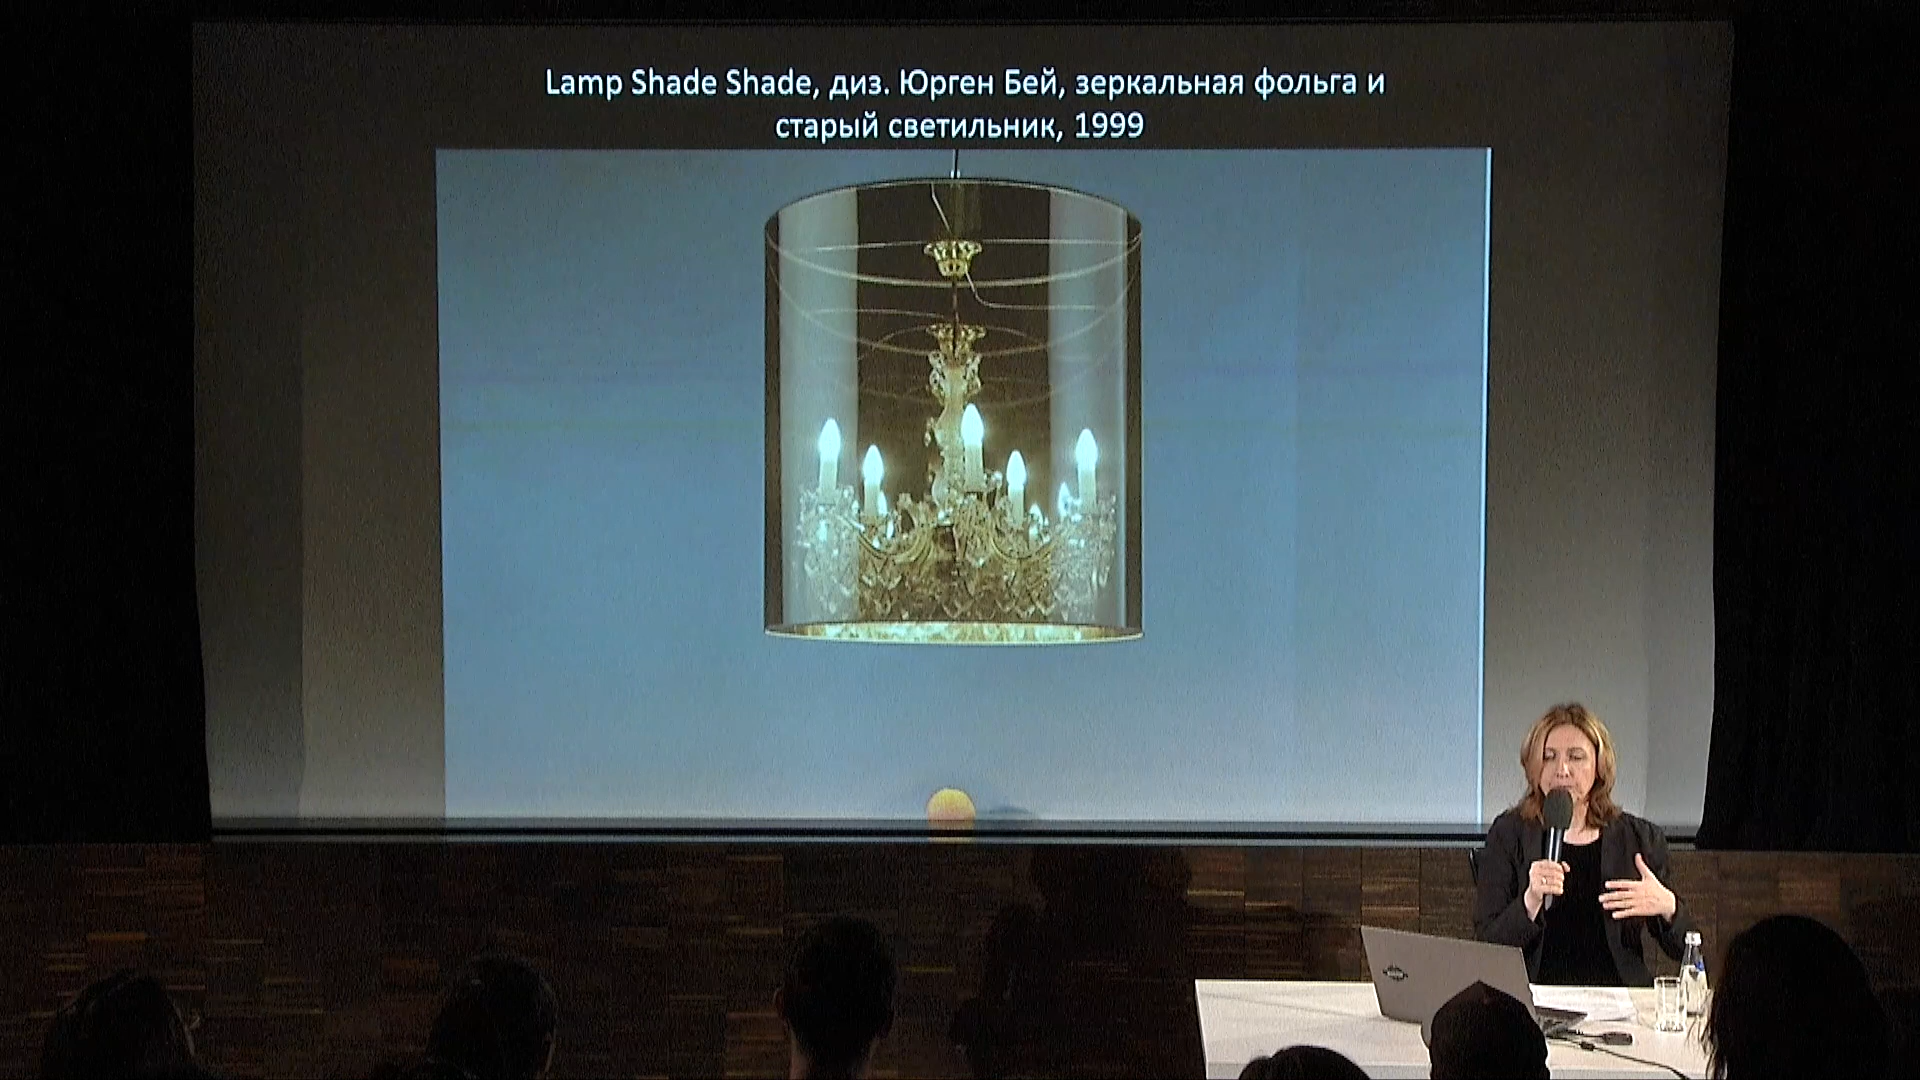 Lamp Shade Shade, диз. Юрген Бей, зеркальная фольга и
старый светильник, 1999